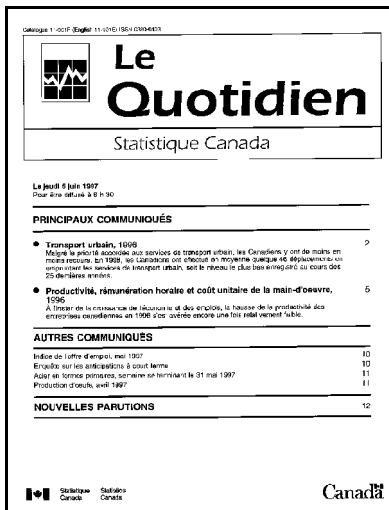 Catalogue 11-001F (English 11-001E) ISSN 0380-
Le
Quotidien
Statistique Canada
Le jeudi 5 juin 1997
Pour être diffusé à 8 h 30
PRINCIPAUX COMMUNIQUÉS
● Transport urbain, 1996 2
Malgré la priorité accordée aux services de transport urbain, les Canadiens y ont de moins en
moins recours. En 1996, les Canadiens ont effectué en moyenne quelque 46 déplacements en
empruntant les services de transport urbain, soit le niveau le plus bas enregistré au cours des
25 dernières années.
● Productivité, rémunération horaire et coût unitaire de la main-d'oeuvre, 5
1996
À l'instar de la croissance de l'économie et des emplois, la hausse de la productivité des
entreprises canadiennes en 1996 s'est avérée encore une fois relativement faible.
AUTRES COMMUNIQUÉS
Indice de l'offre d'emploi, mai 1997 10
Enquête sur les anticipations à court terme 10
Acier en formes primaires, semaine se terminant le 31 mai 1997 11
Production d'oeufs, avril 1997 11
NOUVELLES PARUTIONS 12
Statistique Statistics
Canada Canada
Canada